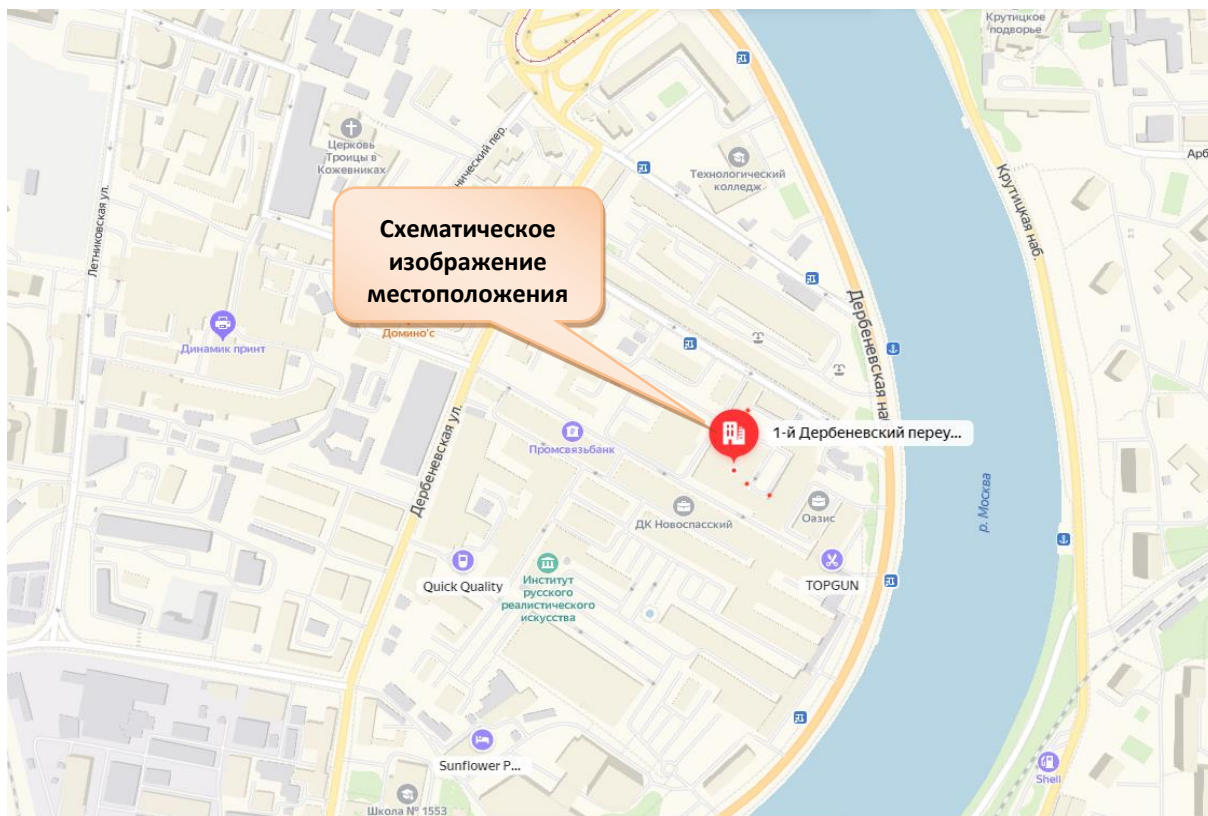 Крутицкое
подворье
Церковь
Троицы в
Кожевниках
нический пер.
Технологический
колледж
Арб
Летниковская ул.
Крутицкая наб.
Схематическое
изображение
местоположения
Домино'с
Динамик принт
Дербеневская на
1-й Дербеневский переу...
Дербеневская ул.
Промсвязьбанк
ДК Новоспасский
Оазис
р. Москва
Quick Quality
Институт
русского
реалистического
искусства
TOPGUN
Sunflower P...
Shell
Школа № 1553